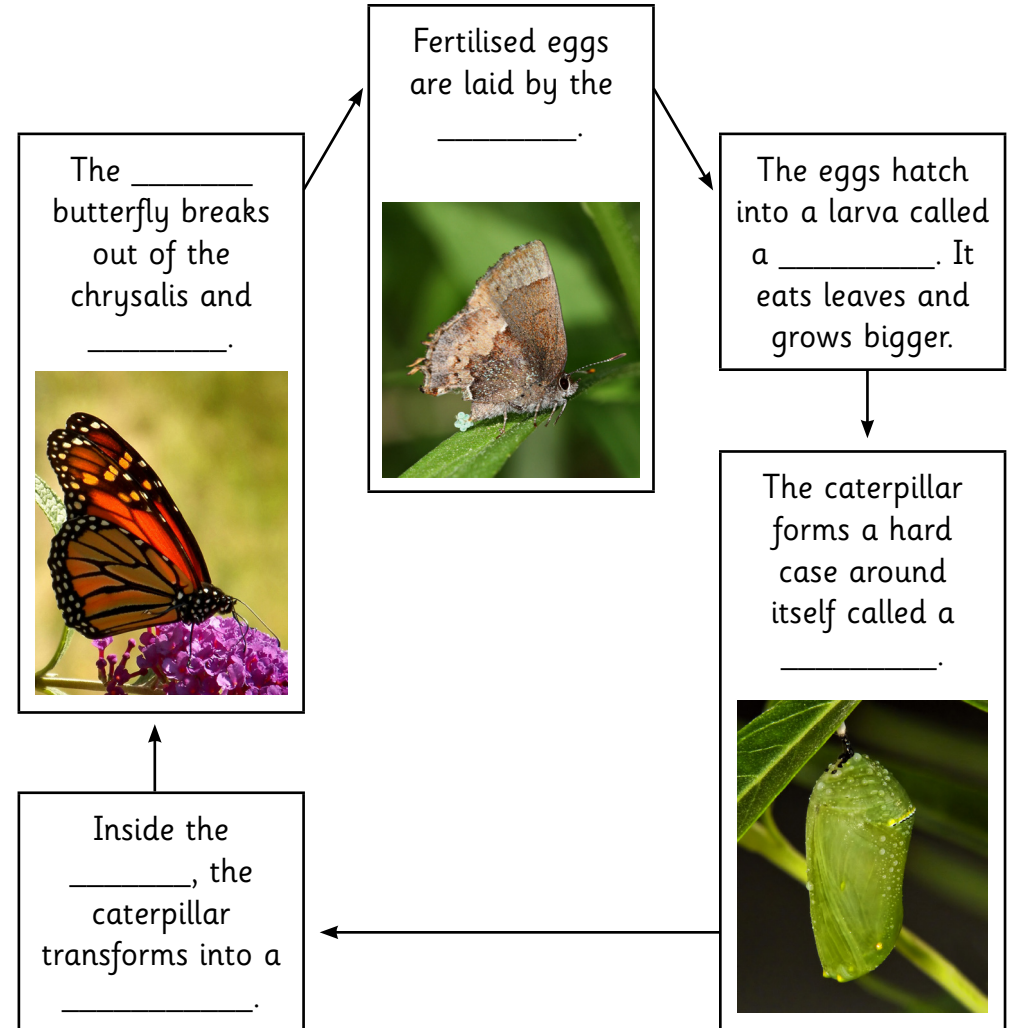 Fertilised eggs
are laid by the
________.
The eggs hatch
into a larva called
a _________. It
eats leaves and
grows bigger.
The caterpillar
forms a hard
case around
itself called a
_________.
Inside the
_______, the
caterpillar
transforms into a
___________.
The _______
butterfly breaks
out of the
chrysalis and
________.